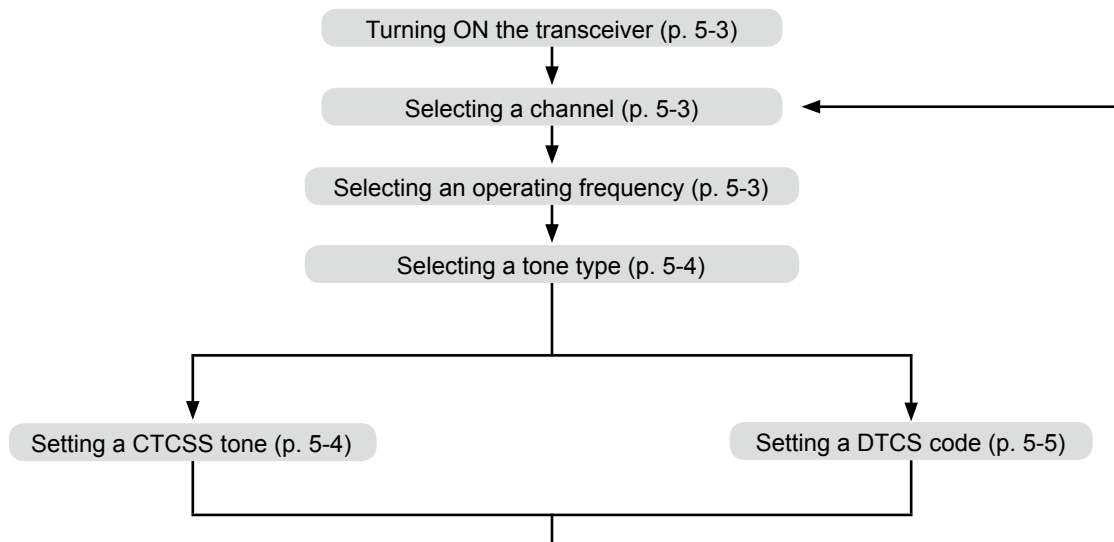 Turning ON the transceiver (p. 5-3)
Selecting a channel (p. 5-3)
Selecting an operating frequency (p. 5-3)
Selecting a tone type (p. 5-4)
Setting a CTCSS tone (p. 5-4)
Setting a DTCS code (p. 5-5)